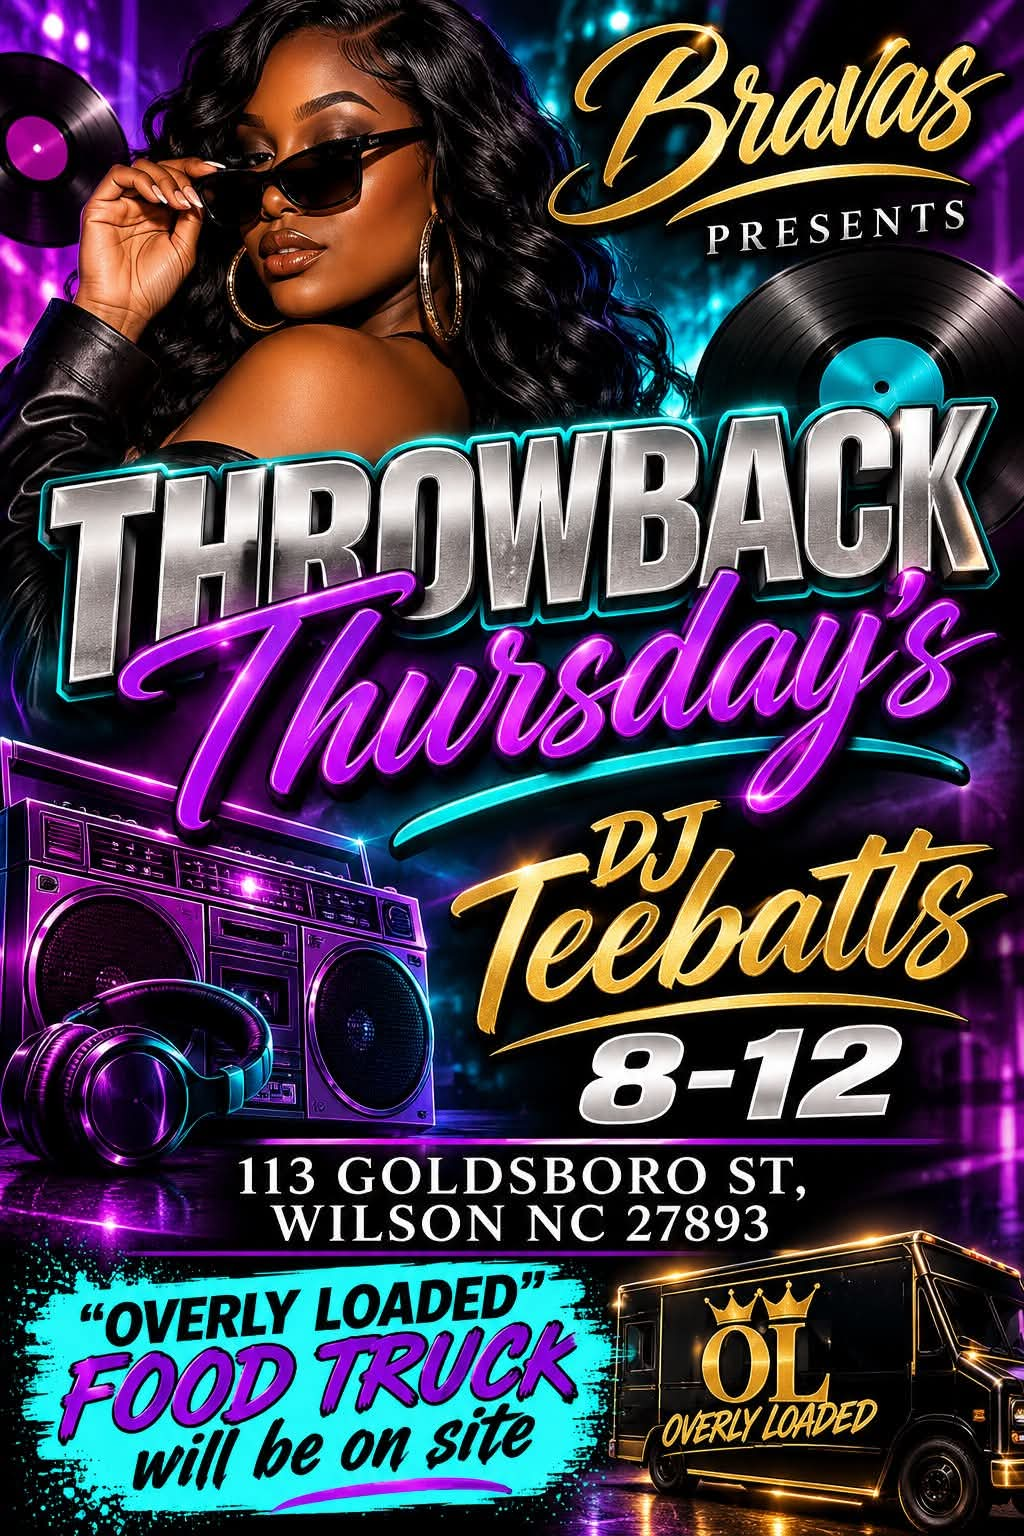 Bravas
PRESENTS
THROWBACK
Thursday's
DJ
Teebatts
8-12
113 GOLDSBORO ST,
WILSON NC 27893
"OVERLY LOADED"
FOOD TRUCK
will be on site
OL
OVERLY LOADED